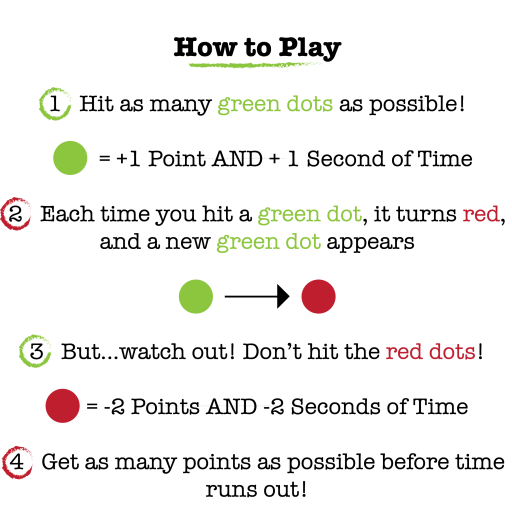 How to Play
1 Hit as many green dots as possible!
= +1 Point AND + 1 Second of Time
2 Each time you hit a green dot, it turns red,
and a new green dot appears
3 But...watch out! Don't hit the red dots!
= -2 Points AND -2 Seconds of Time
4 Get as many points as possible before time
runs out!